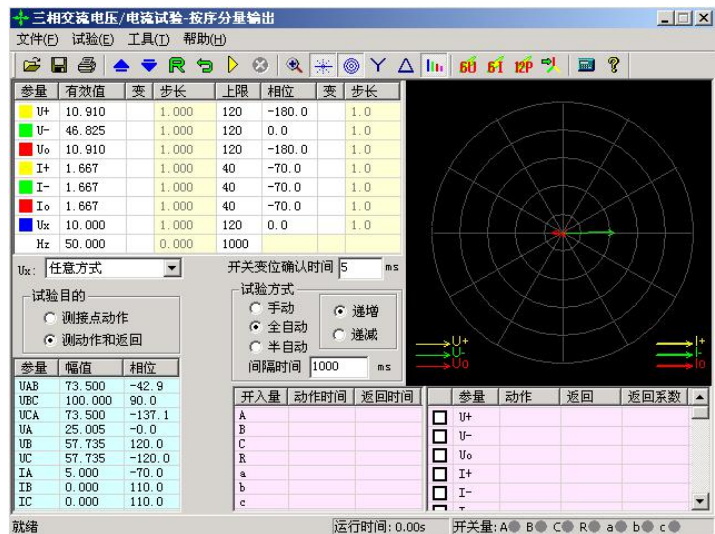 三相交流电压/电流试验-按序分量输出
文件(F) 试验(E) 工具(T) 帮助(H)
6U 6I 12P
参量 有效值 变 步长 上限 相位 变 步长
U+ 10.910 1.000 120 -180.0 1.0
U- 46.825 1.000 120 0.0 1.0
Uo 10.910 1.000 120 -180.0 1.0
I+ 1.667 1.000 40 -70.0 1.0
I- 1.667 1.000 40 -70.0 1.0
Io 1.667 1.000 40 -70.0 1.0
Ux 10.000 1.000 120 0.0 1.0
Hz 50.000 0.000 1000
Ux: 任意方式 开关变位确认时间 5 ms
试验目的
测接点动作
测动作和返回
试验方式
手动
全自动
半自动
递增
递减
间隔时间 1000 ms
U+
U-
Uo
I+
I-
Io
参量 幅值 相位
UAB 73.500 -42.9
UBC 100.000 90.0
UCA 73.500 -137.1
UA 25.005 -0.0
UB 57.735 120.0
UC 57.735 -120.0
IA 5.000 -70.0
IB 0.000 110.0
IC 0.000 110.0
开入量 动作时间 返回时间
A
B
C
R
a
b
c
参量 动作 返回 返回系数
U+
U-
Uo
I+
I-
就绪 运行时间: 0.00s 开关量: A B C R a b c